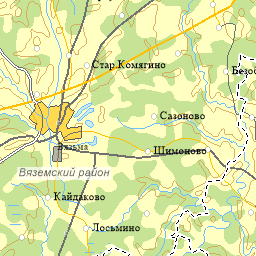 Стар.Комягино
Безо
Сазоново
Вязьма
Шимоново
Вяземский район
Кайдаково
Лосьмино